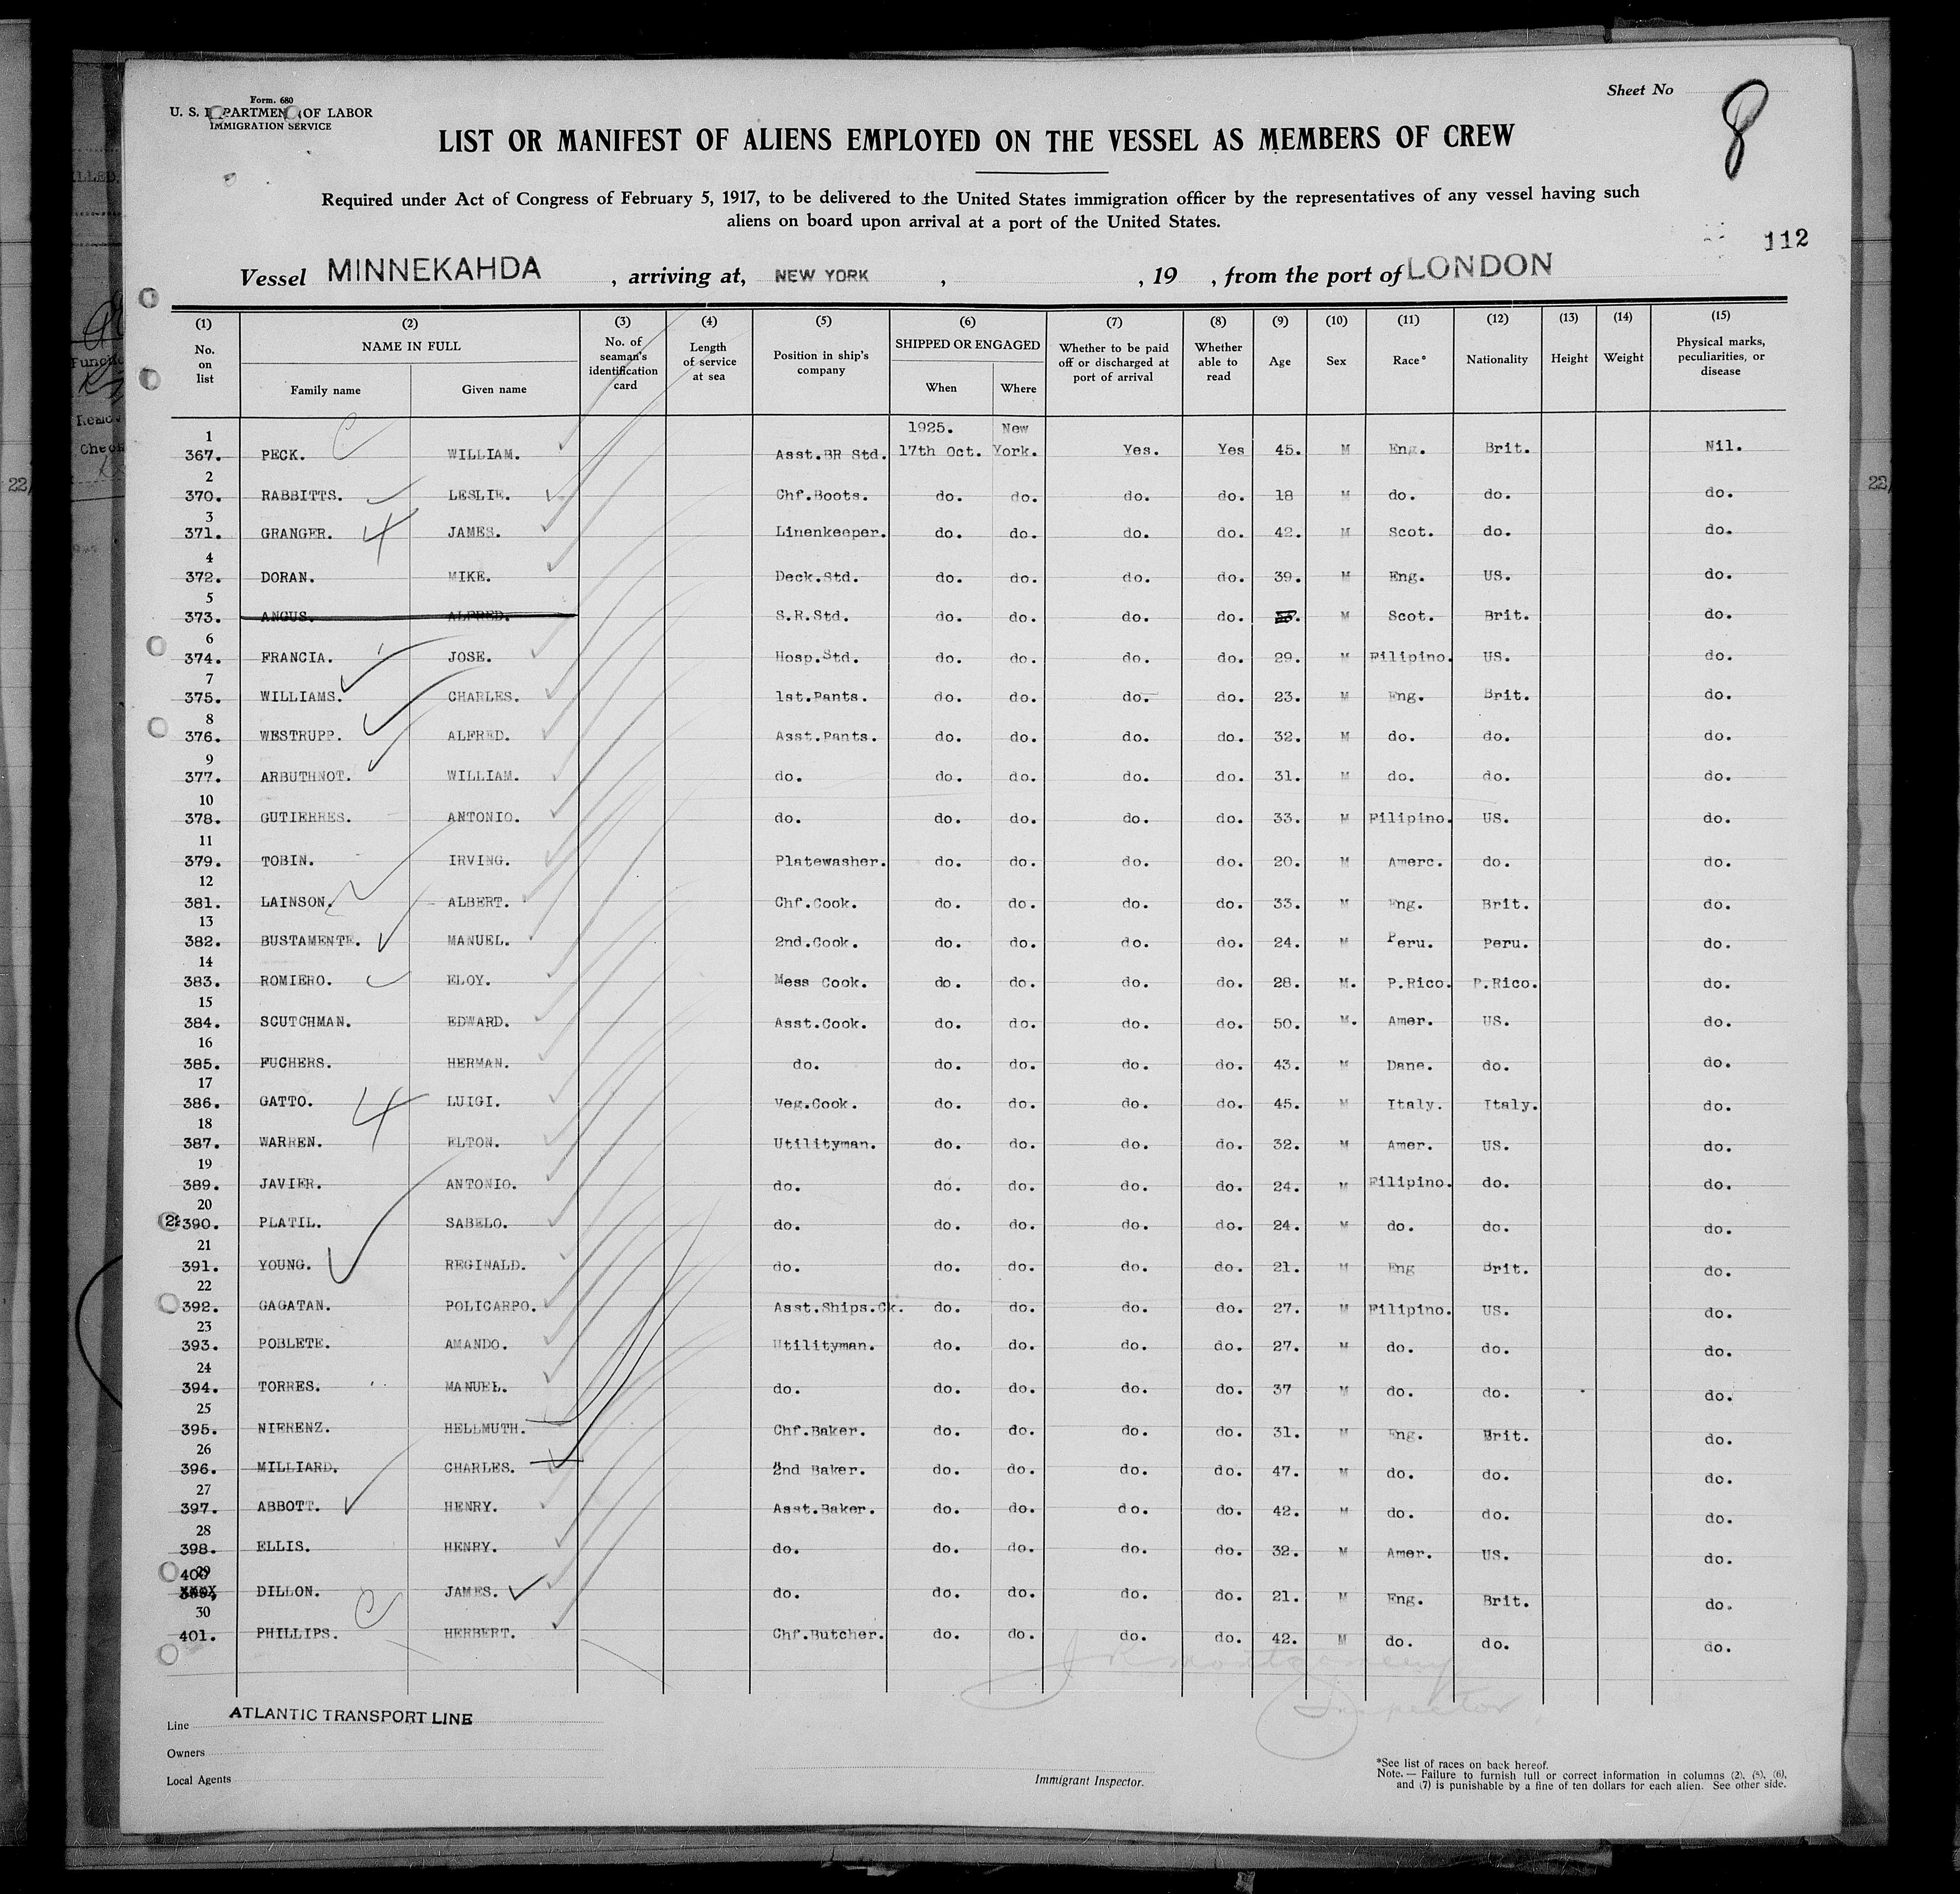 Form. 680
U. S. DEPARTMENT OF LABOR
IMMIGRATION SERVICE
Sheet No 8
LIST OR MANIFEST OF ALIENS EMPLOYED ON THE VESSEL AS MEMBERS OF CREW
Required under Act of Congress of February 5, 1917, to be delivered to the United States immigration officer by the representatives of any vessel having such
aliens on board upon arrival at a port of the United States.
112
Vessel MINNEKAHDA , arriving at, NEW YORK , , 19 , from the port of LONDON
(1) (2) (3) (4) (5) (6) (7) (8) (9) (10) (11) (12) (13) (14) (15)
No. on list NAME IN FULL Family name Given name No. of seaman's identification card Length of service at sea Position in ship's company SHIPPED OR ENGAGED When Where Whether to be paid off or discharged at port of arrival Whether able to read Age Sex Race* Nationality Height Weight Physical marks, peculiarities, or disease
1925. New
1
367. PECK. WILLIAM. Asst.BR Std. 17th Oct. York. Yes. Yes 45. M Eng. Brit. Nil.
2
370. RABBITTS. LESLIE. Chf.Boots. do. do. do. do. 18 M do. do. do.
3
371. GRANGER. JAMES. Linenkeeper. do. do. do. do. 42. M Scot. do. do.
4
372. DORAN. MIKE. Deck.Std. do. do. do. do. 39. M Eng. US. do.
5
373. ANGUS. ALFRED. S.R.Std. do. do. do. do. M Scot. Brit. do.
6
374. FRANCIA. JOSE. Hosp.Std. do. do. do. do. 29. M Filipino. US. do.
7
375. WILLIAMS. CHARLES. 1st.Pants. do. do. do. do. 23. M Eng. Brit. do.
8
376. WESTRUPP. ALFRED. Asst.Pants. do. do. do. do. 32. M do. do. do.
9
377. ARBUTHNOT. WILLIAM. do. do. do. do. do. 31. M do. do. do.
10
378. GUTIERRES. ANTONIO. do. do. do. do. do. 33. M Filipino. US. do.
11
379. TOBIN. IRVING. Platewasher. do. do. do. do. 20. M Amerc. do. do.
12
381. LAINSON. ALBERT. Chf.Cook. do. do. do. do. 33. M Eng. Brit. do.
13
382. BUSTAMENTE. MANUEL. 2nd.Cook. do. do. do. do. 24. M Peru. Peru. do.
14
383. ROMIERO. ELOY. Mess Cook. do. do. do. do. 28. M. P.Rico. P.Rico. do.
15
384. SCUTCHMAN. EDWARD. Asst.Cook. do. do. do. do. 50. M. Amer. US. do.
16
385. FUCHERS. HERMAN. do. do. do. do. do. 43. M Dane. do. do.
17
386. GATTO. LUIGI. Veg.Cook. do. do. do. do. 45. M Italy. Italy. do.
18
387. WARREN. ELTON. Utilityman. do. do. do. do. 32. M Amer. US. do.
19
389. JAVIER. ANTONIO. do. do. do. do. do. 24. M Filipino. do. do.
20
390. PLATIL. SABELO. do. do. do. do. do. 24. M do. do. do.
21
391. YOUNG. REGINALD. do. do. do. do. do. 21. M Eng Brit. do.
22
392. GAGATAN. POLICARPO. Asst.Ships.Ck. do. do. do. do. 27. M Filipino. US. do.
23
393. POBLETE. AMANDO. Utilityman. do. do. do. do. 27. M do. do. do.
24
394. TORRES. MANUEL. do. do. do. do. do. 37 M do. do. do.
25
395. NIERENZ. HELLMUTH. Chf.Baker. do. do. do. do. 31. M Eng. Brit. do.
26
396. MILLIARD. CHARLES. 2nd Baker. do. do. do. do. 47. M do. do. do.
27
397. ABBOTT. HENRY. Asst.Baker. do. do. do. do. 42. M do. do. do.
28
398. ELLIS. HENRY. do. do. do. do. do. 32. M Amer. US. do.
29
400 DILLON. JAMES. do. do. do. do. do. 21. M Eng. Brit. do.
30
401. PHILLIPS. HERBERT. Chf.Butcher. do. do. do. do. 42. M do. do. do.
Montgomery
Inspector
Line ATLANTIC TRANSPORT LINE
Owners
Local Agents
Immigrant Inspector.
*See list of races on back hereof.
Note. — Failure to furnish full or correct information in columns (2), (5), (6),
and (7) is punishable by a fine of ten dollars for each alien. See other side.